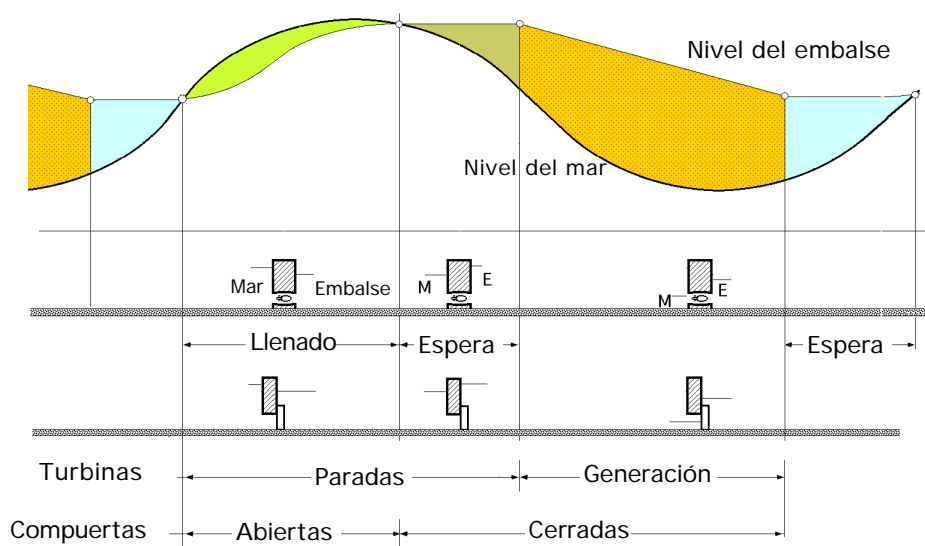 Nivel del embalse
Nivel del mar
Mar
Embalse
M
E
M
E
Llenado
Espera
Espera
Turbinas
Paradas
Generación
Compuertas
Abiertas
Cerradas